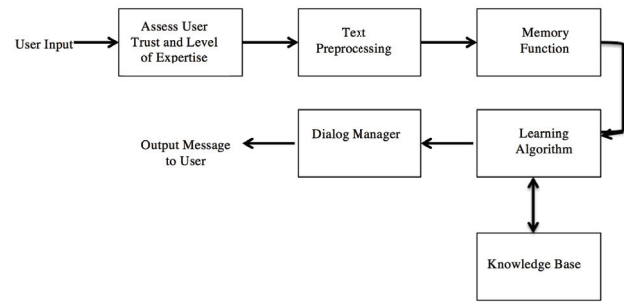 User Input
Assess User
Trust and Level
of Expertise
Text
Preprocessing
Memory
Function
Output Message
to User
Dialog Manager
Learning
Algorithm
Knowledge Base